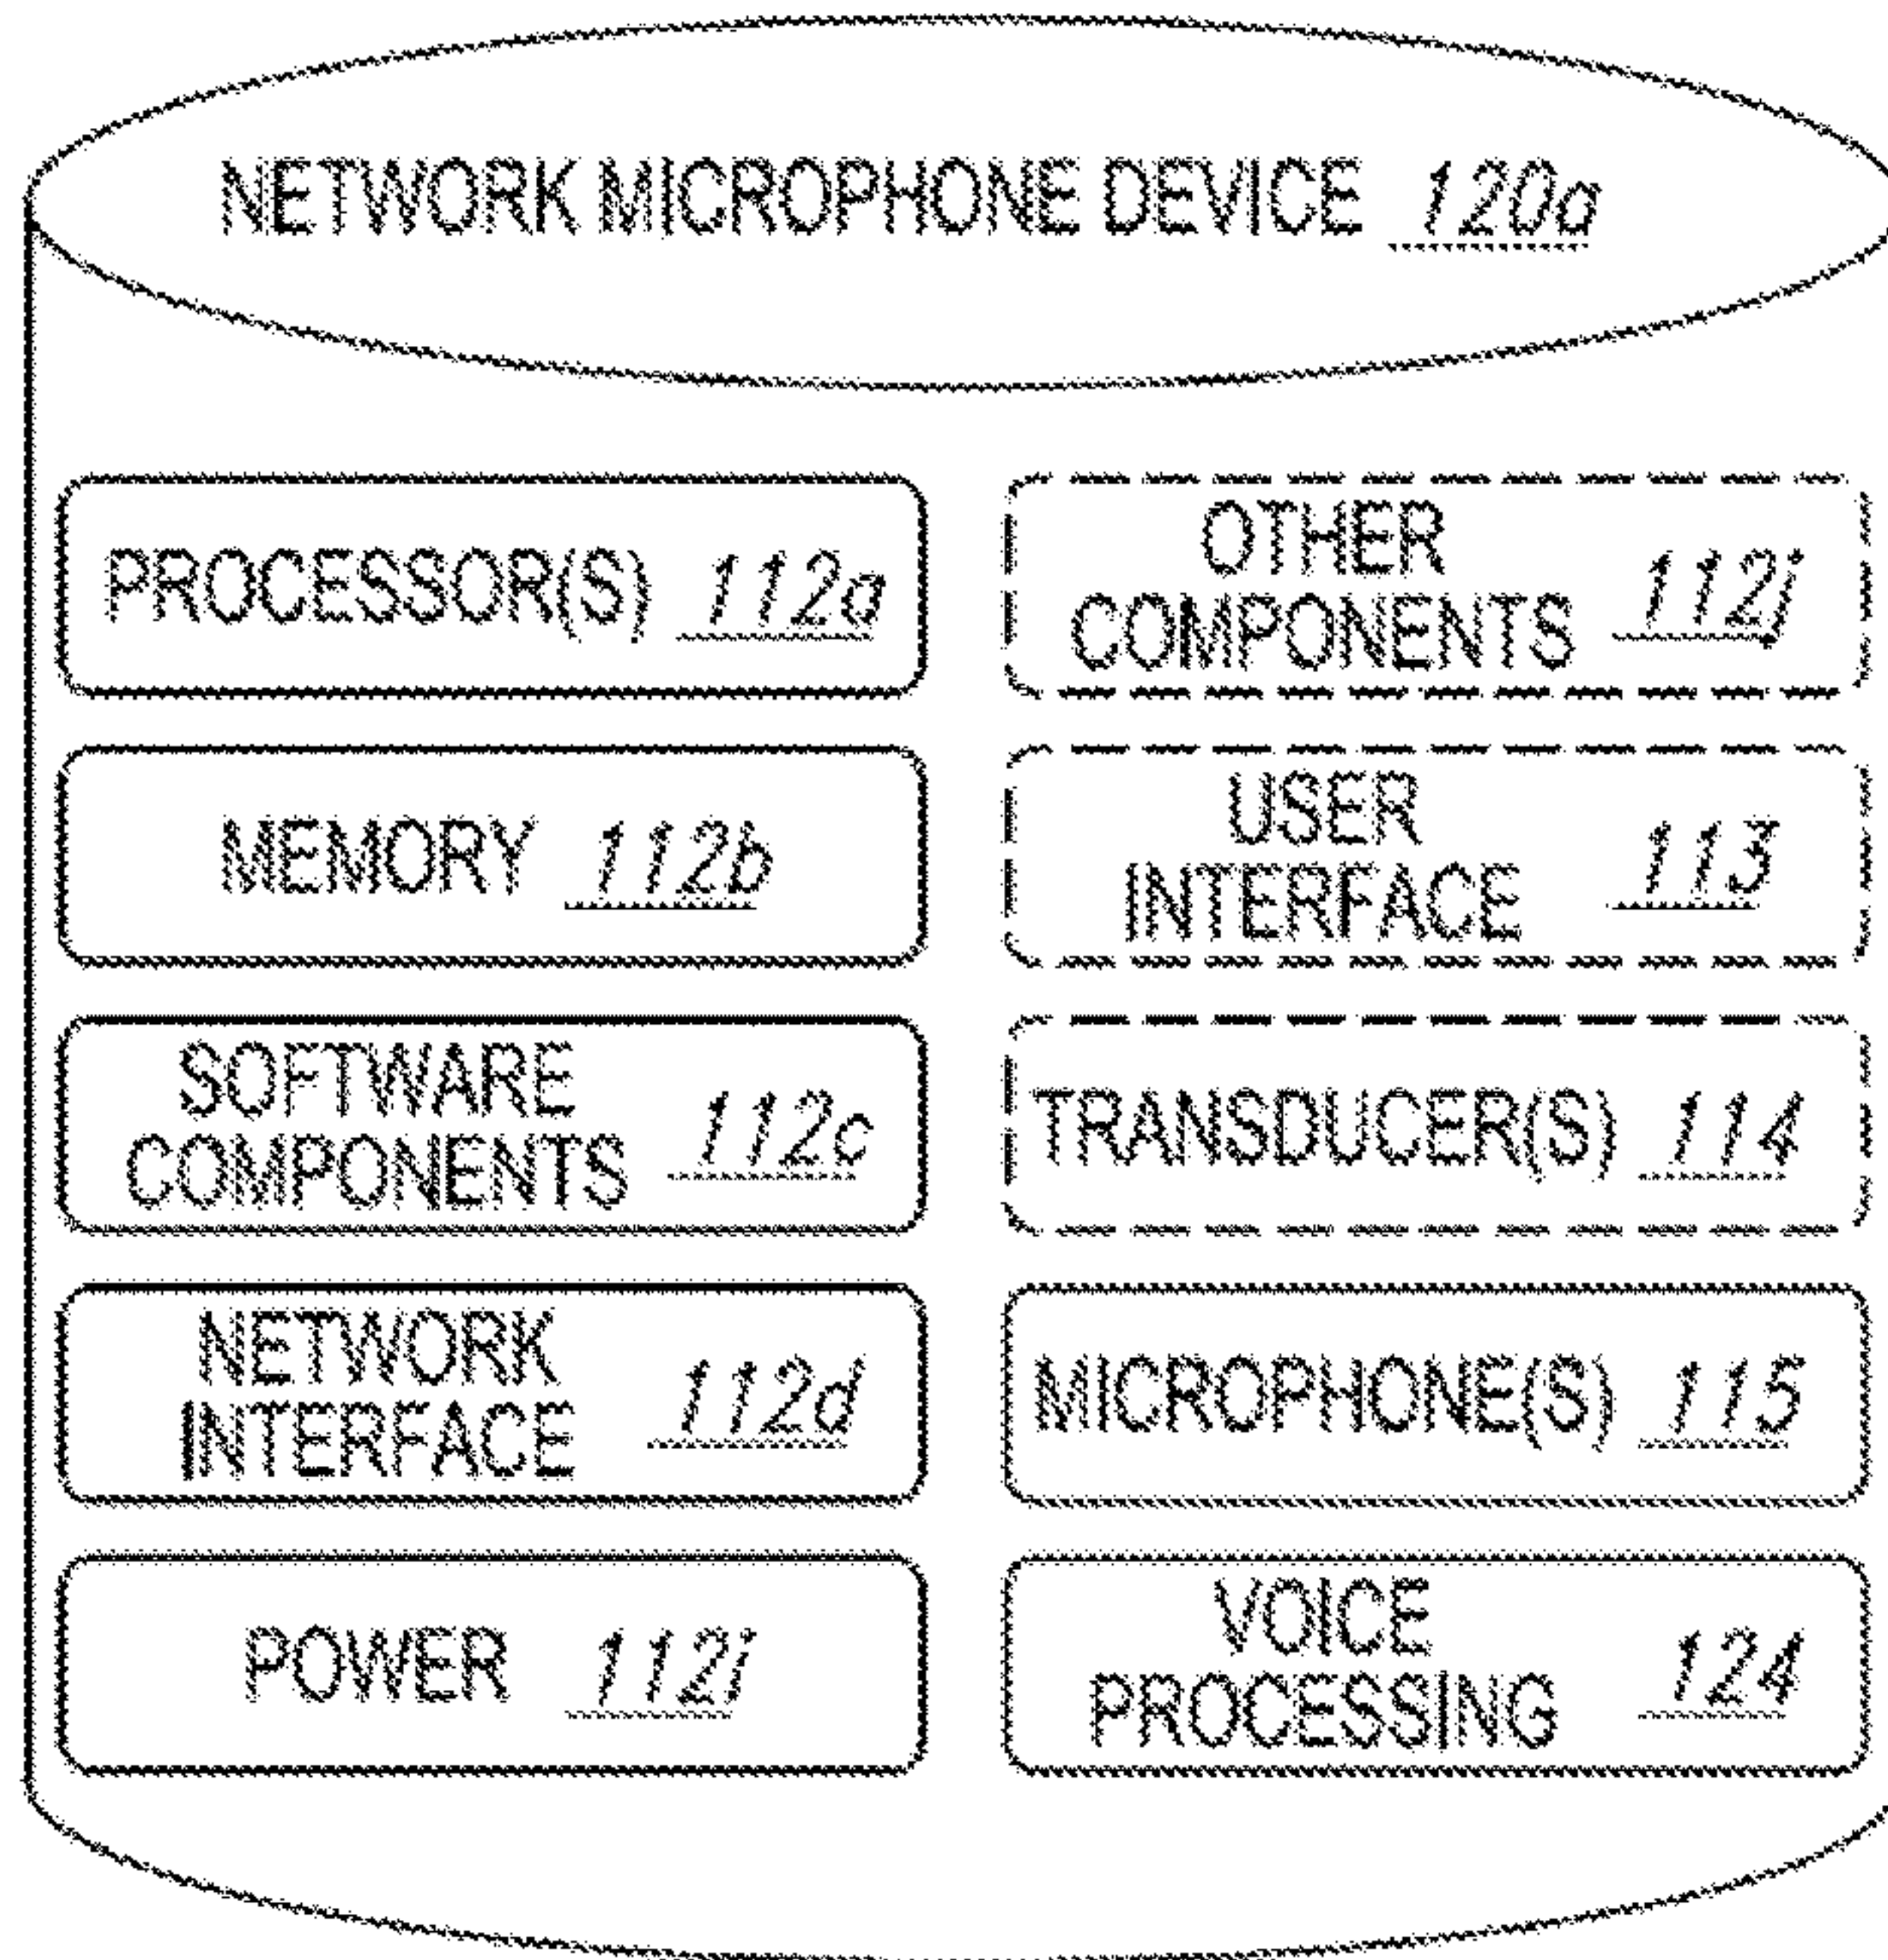 NETWORK MICROPHONE DEVICE 120a
PROCESSOR(S) 112a
MEMORY 112b
SOFTWARE
COMPONENTS 112c
NETWORK
INTERFACE 112d
POWER 112i
OTHER
COMPONENTS 112j
USER
INTERFACE 113
TRANSDUCER(S) 114
MICROPHONE(S) 115
VOICE
PROCESSING 124